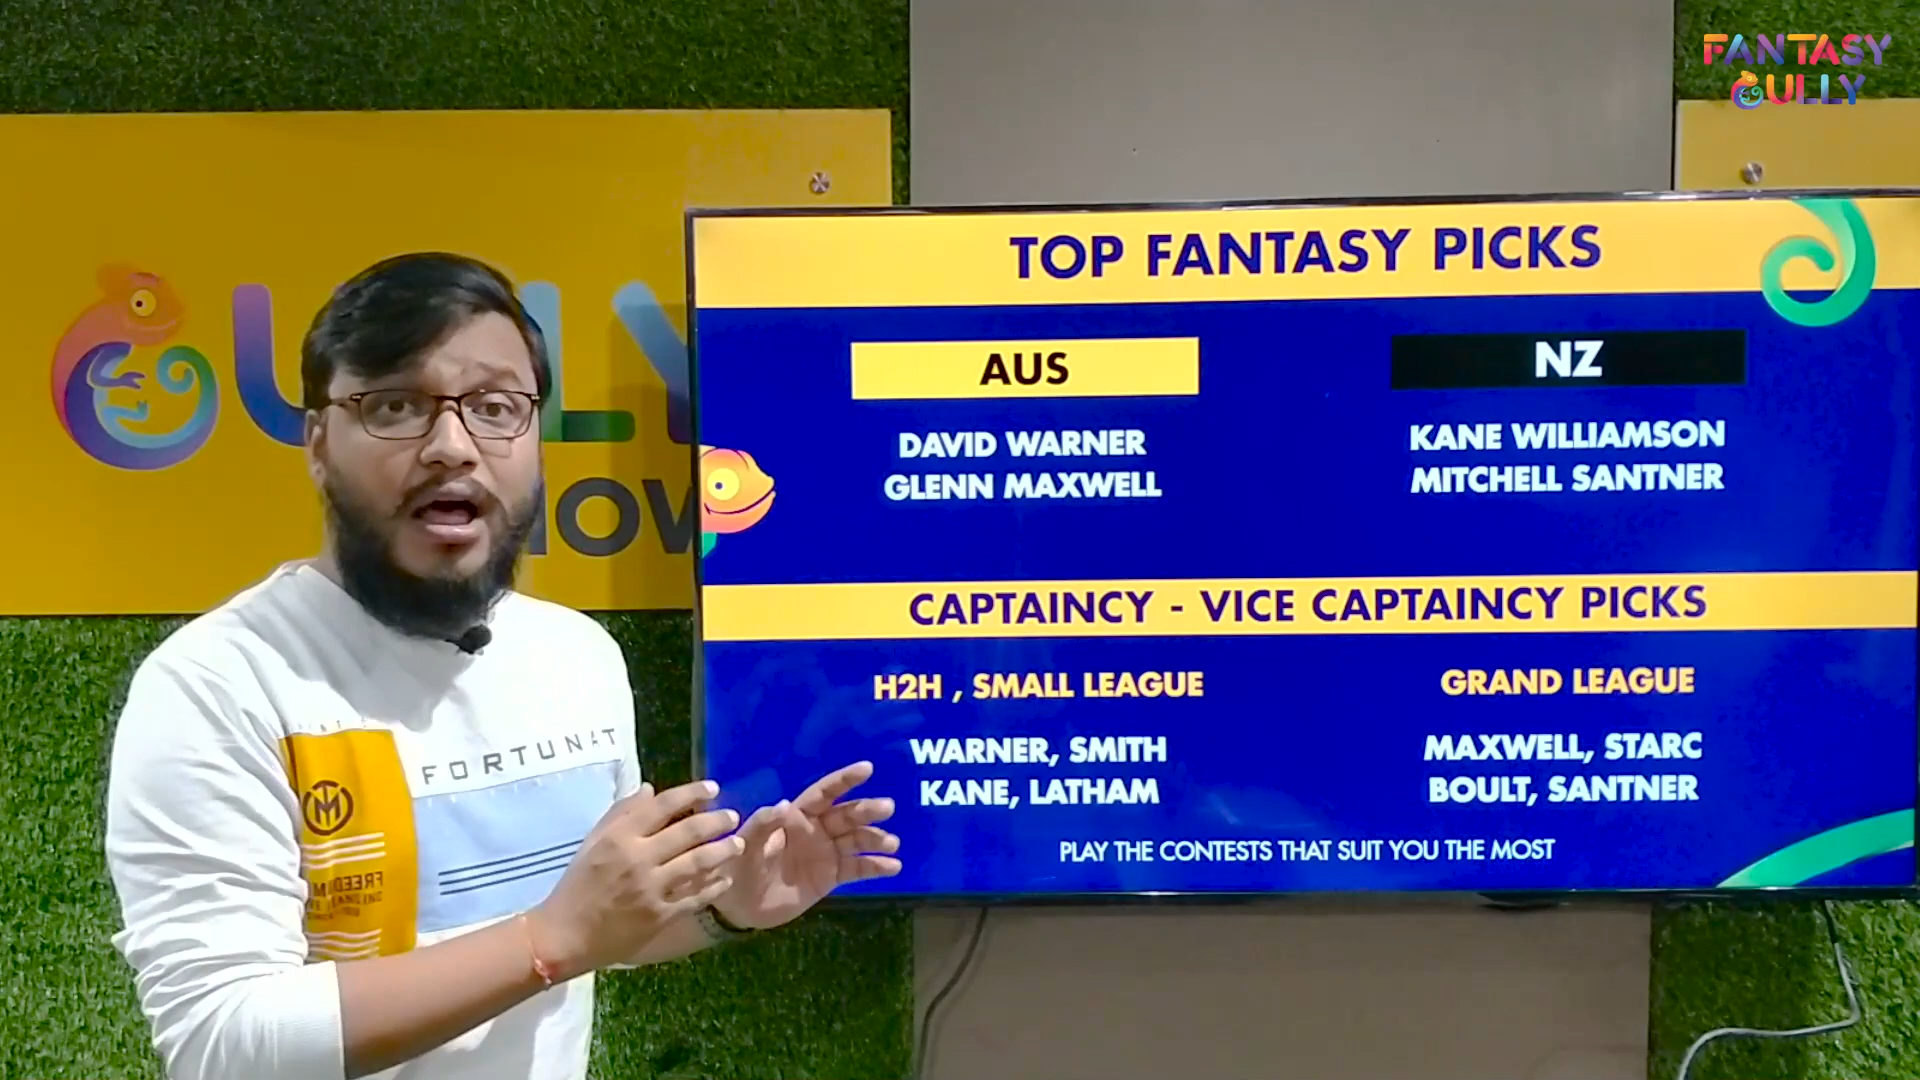 FANTASY
GULLY
TOP FANTASY PICKS
AUS
NZ
DAVID WARNER
GLENN MAXWELL
KANE WILLIAMSON
MITCHELL SANTNER
CAPTAINCY - VICE CAPTAINCY PICKS
H2H , SMALL LEAGUE
GRAND LEAGUE
WARNER, SMITH
KANE, LATHAM
MAXWELL, STARC
BOULT, SANTNER
PLAY THE CONTESTS THAT SUIT YOU THE MOST
FORTUNAT